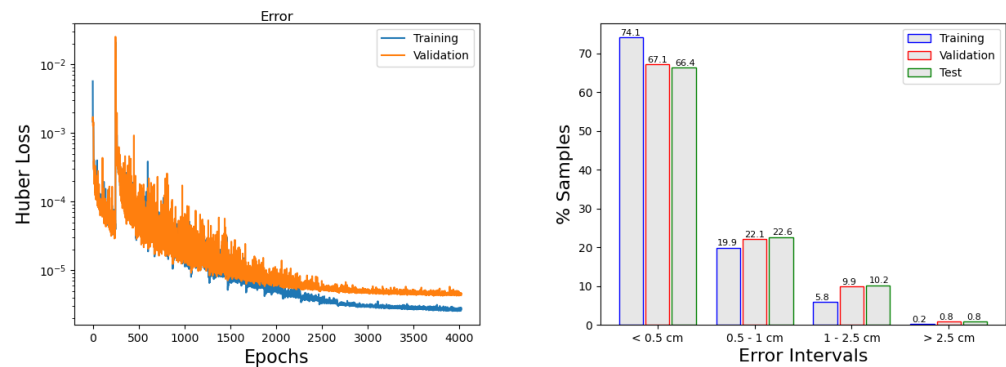 Error
Huber Loss
10⁻²
10⁻³
10⁻⁴
10⁻⁵
Training
Validation
0 500 1000 1500 2000 2500 3000 3500 4000
Epochs
% Samples
70
60
50
40
30
20
10
0
Training
Validation
Test
74.1 67.1 66.4
19.9 22.1 22.6
5.8 9.9 10.2
0.2 0.8 0.8
< 0.5 cm 0.5 - 1 cm 1 - 2.5 cm > 2.5 cm
Error Intervals